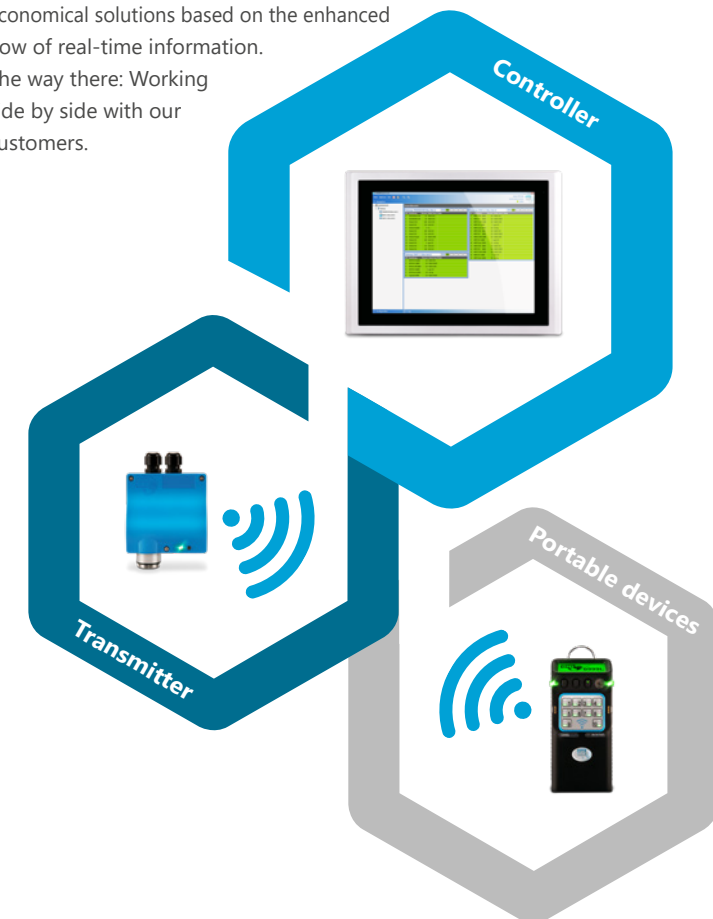 conomical solutions based on the enhanced
ow of real-time information.
he way there: Working
de by side with our
ustomers.
Controller
Transmitter
Portable devices